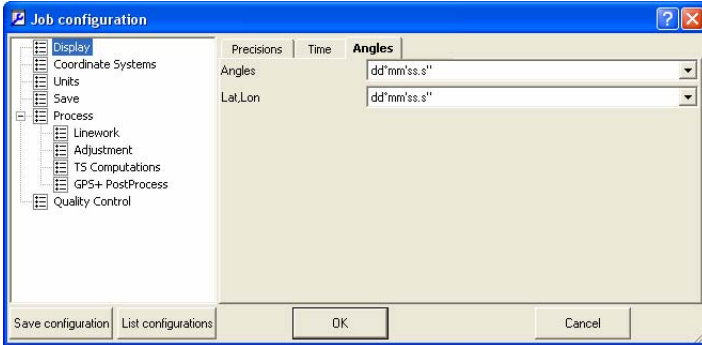 Job configuration
Display
Coordinate Systems
Units
Save
Process
Linework
Adjustment
TS Computations
GPS+ PostProcess
Quality Control
Precisions Time Angles
Angles dd°mm'ss.s"
Lat,Lon dd°mm'ss.s"
Save configuration List configurations OK Cancel